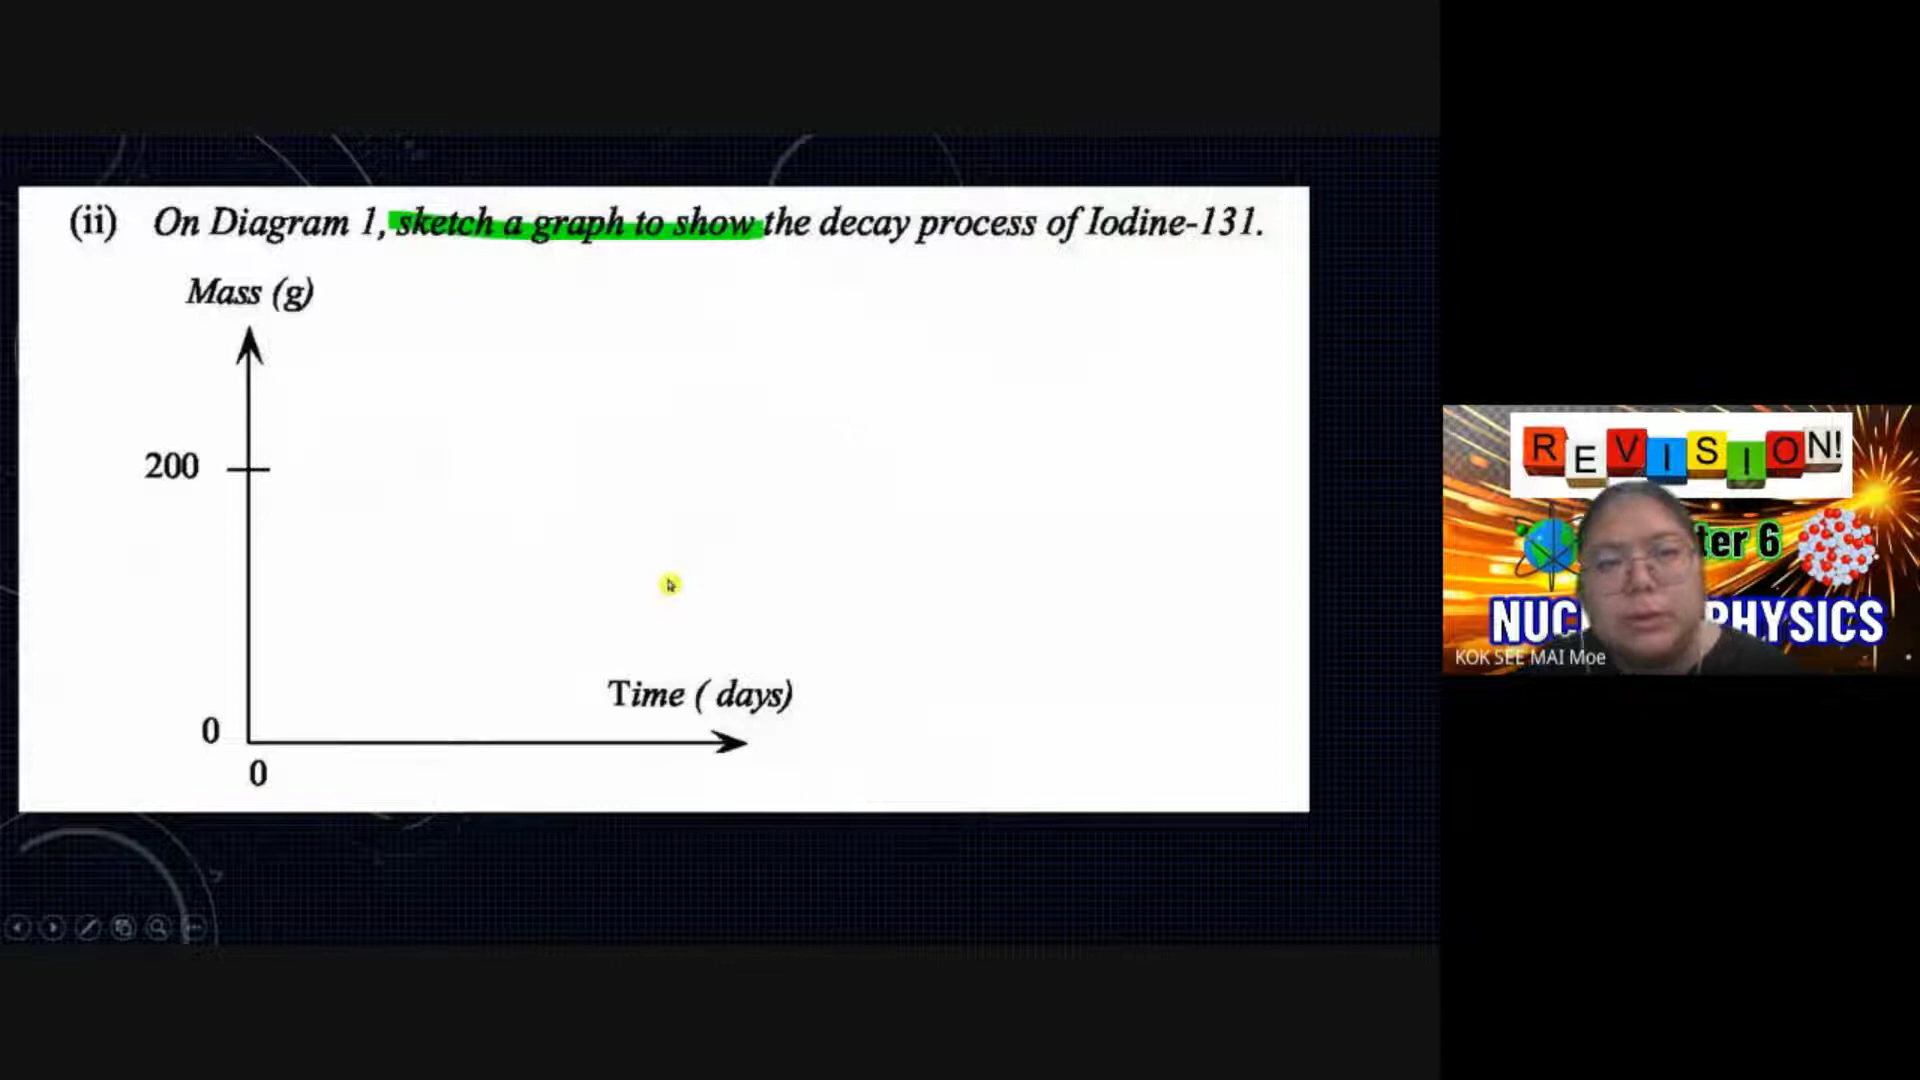 (ii) On Diagram 1, sketch a graph to show the decay process of Iodine-131.
Mass (g)
200
Time ( days)
0
0
REVISION!
ter 6
NUC PHYSICS
KOK SEE MAI Moe